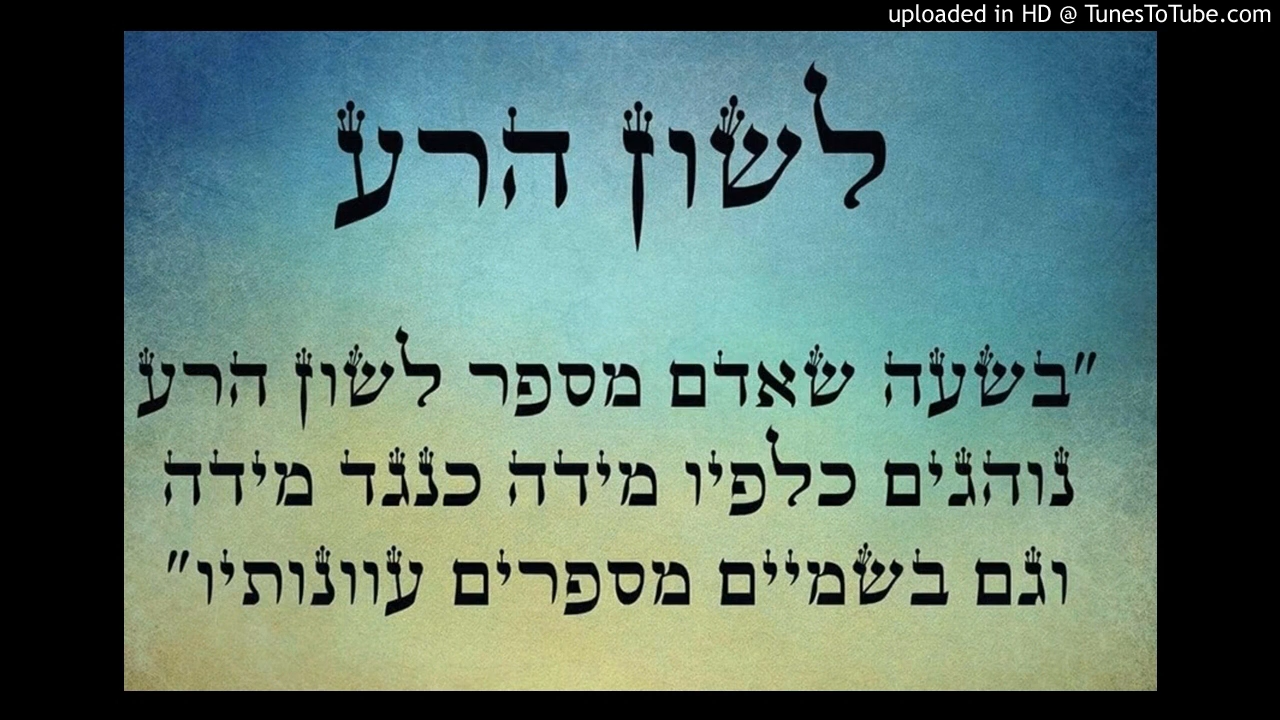 uploaded in HD @ TunesToTube.com
לשון הרע
"בשעה שאדם מספר לשון הרע
נוהגים כלפיו מידה כנגד מידה
וגם בשמיים מספרים עוונותיו"